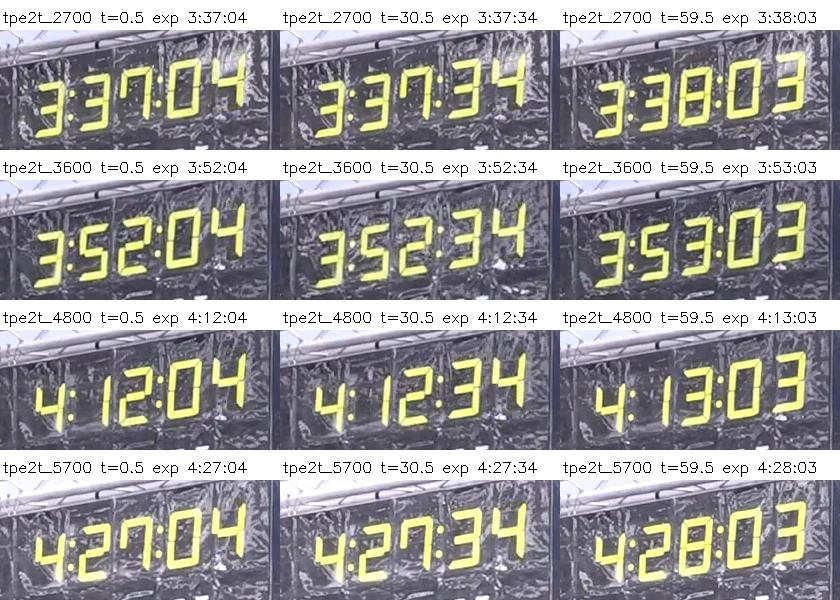 tpe2t_2700 t=0.5 exp 3:37:04
tpe2t_2700 t=30.5 exp 3:37:34
tpe2t_2700 t=59.5 exp 3:38:03
3:37:04
3:37:34
3:38:03
tpe2t_3600 t=0.5 exp 3:52:04
tpe2t_3600 t=30.5 exp 3:52:34
tpe2t_3600 t=59.5 exp 3:53:03
3:52:04
3:52:34
3:53:03
tpe2t_4800 t=0.5 exp 4:12:04
tpe2t_4800 t=30.5 exp 4:12:34
tpe2t_4800 t=59.5 exp 4:13:03
4:12:04
4:12:34
4:13:03
tpe2t_5700 t=0.5 exp 4:27:04
tpe2t_5700 t=30.5 exp 4:27:34
tpe2t_5700 t=59.5 exp 4:28:03
4:27:04
4:27:34
4:28:03